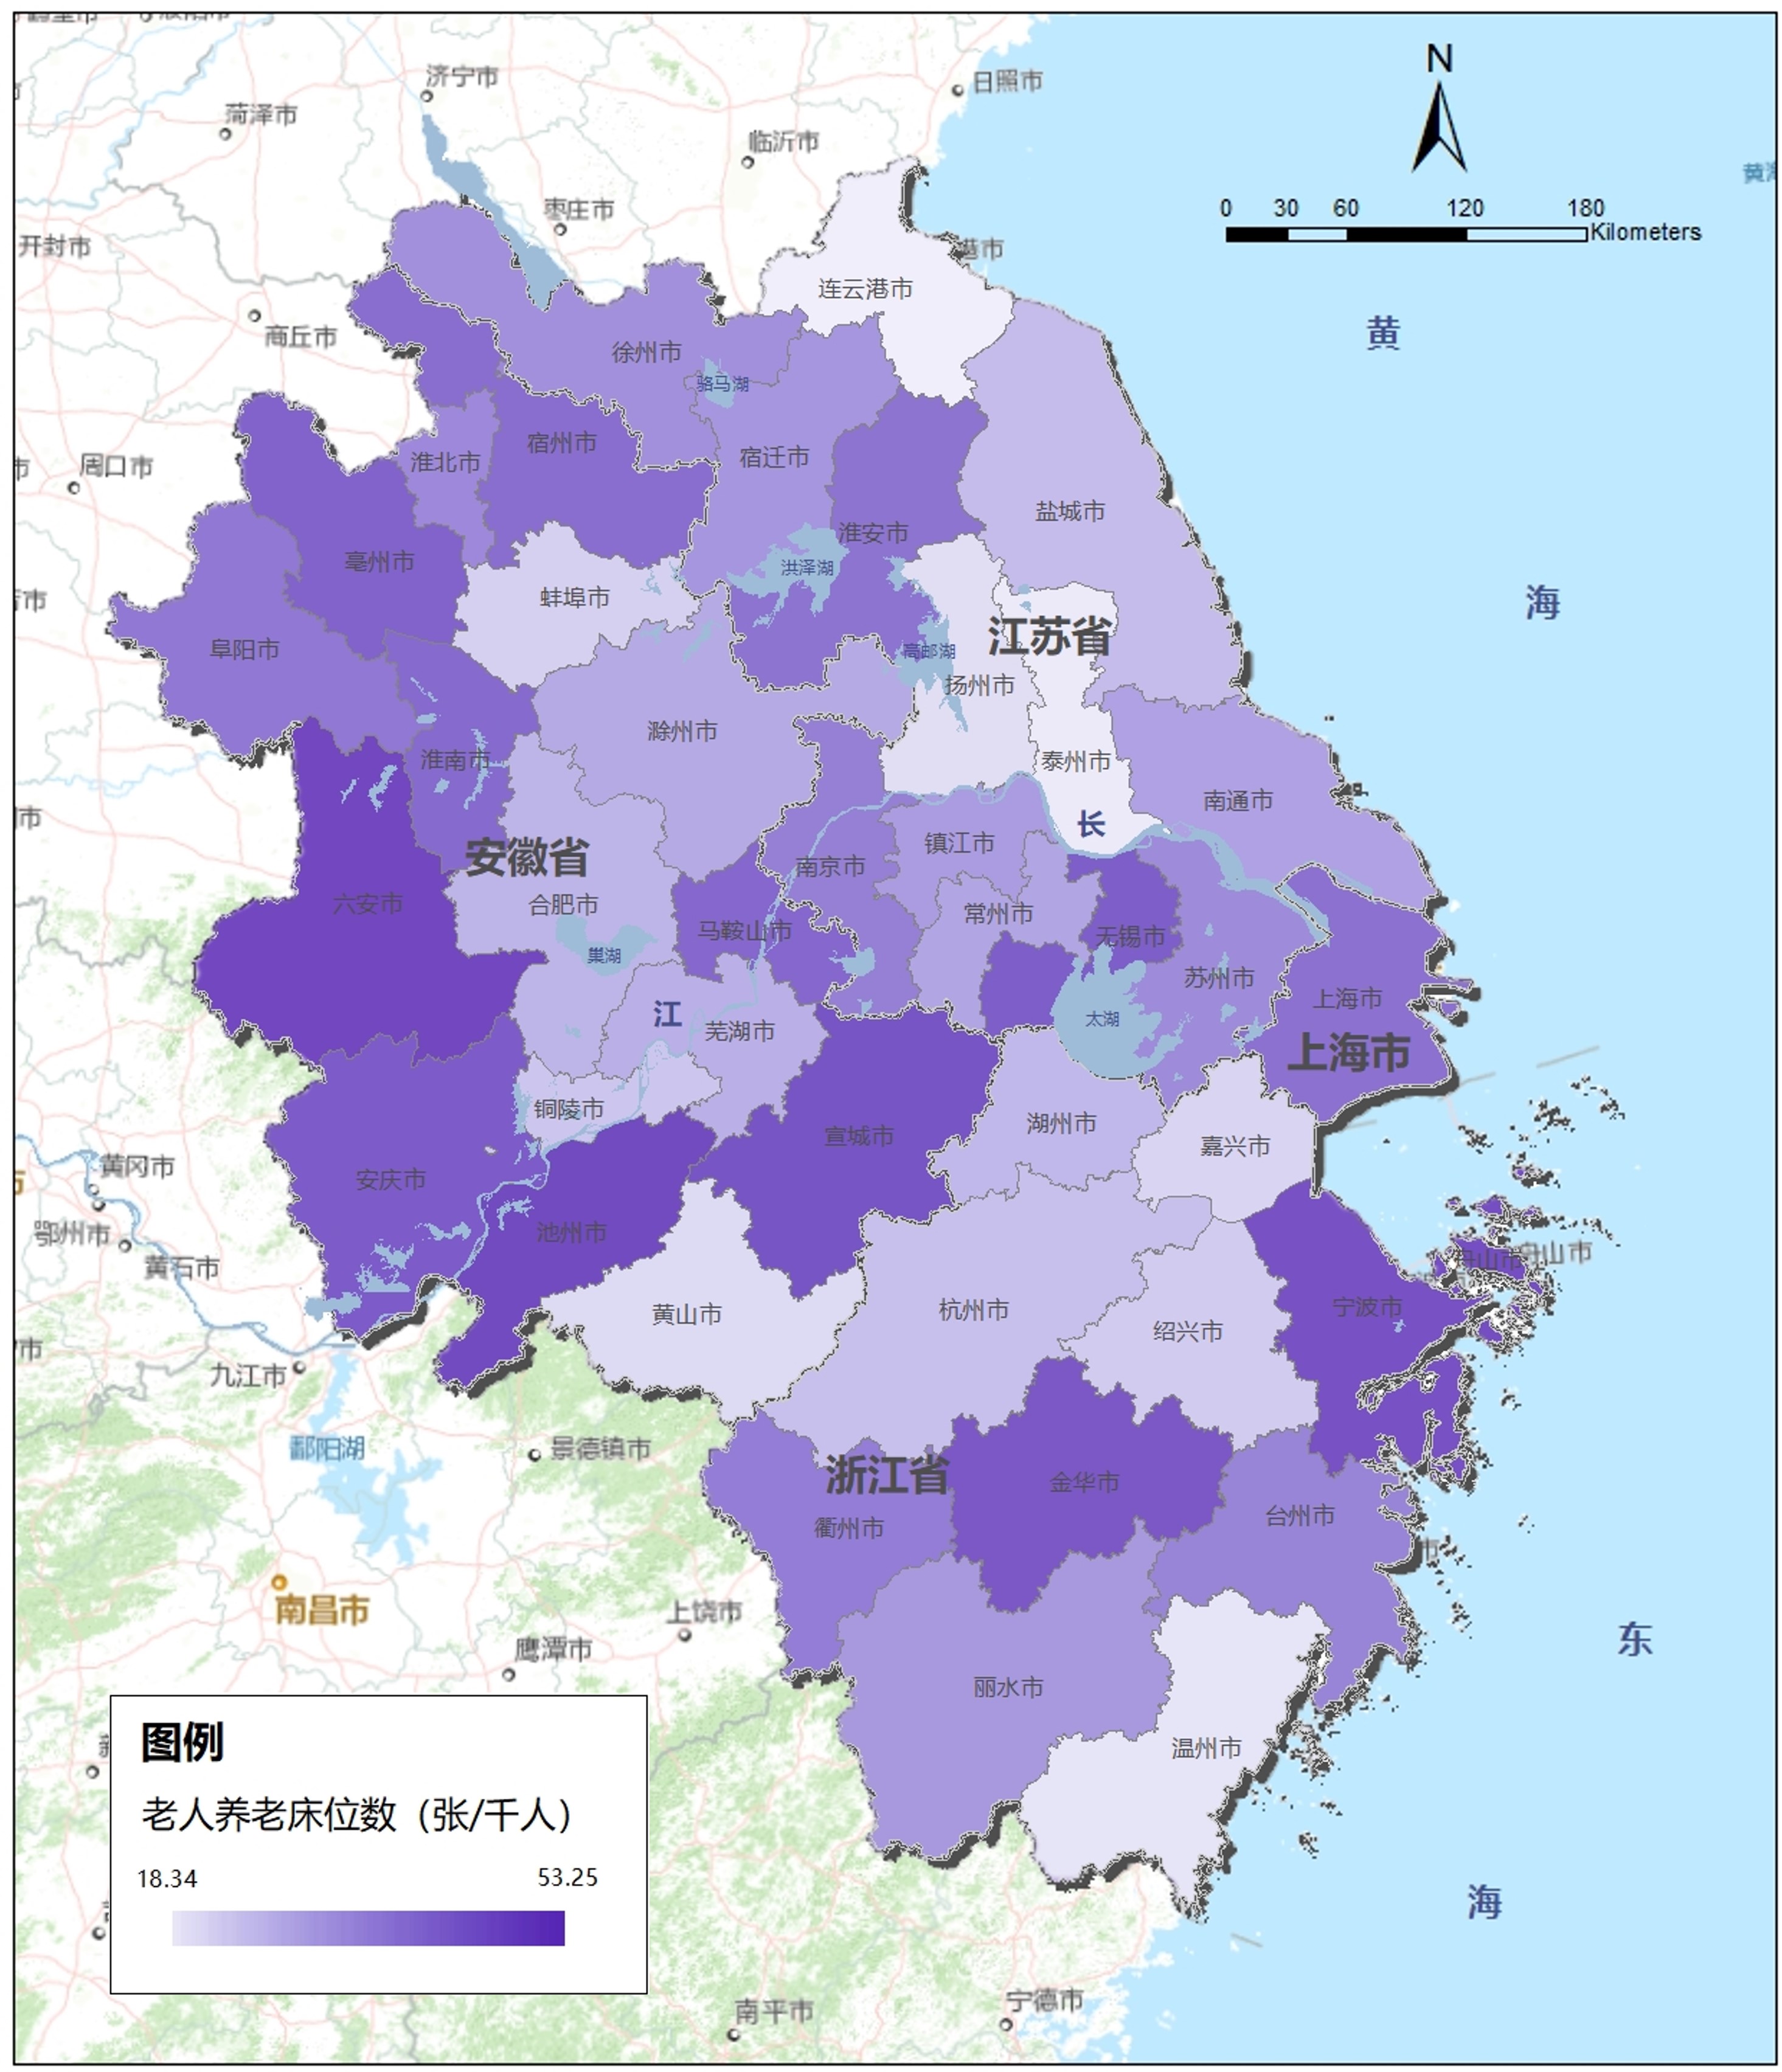 济宁市
日照市
菏泽市
临沂市
枣庄市
开封市
商丘市
周口市
N
0 30 60 120 180
Kilometers
黄
海
连云港市
港市
徐州市
骆马湖
宿州市
淮北市
宿迁市
盐城市
淮安市
亳州市
洪泽湖
蚌埠市
阜阳市
江苏省
高邮湖
扬州市
滁州市
淮南市
泰州市
南通市
长
安徽省
镇江市
南京市
六安市
合肥市
常州市
马鞍山市
无锡市
巢湖
苏州市
上海市
江
太湖
芜湖市
上海市
铜陵市
湖州市
宣城市
嘉兴市
黄冈市
安庆市
鄂州市
池州市
舟山市
舟山市
黄石市
黄山市
杭州市
宁波市
绍兴市
九江市
鄱阳湖
景德镇市
浙江省
金华市
台州市
衢州市
南昌市
上饶市
东
鹰潭市
丽水市
温州市
海
图例
老人养老床位数（张/千人）
18.34 53.25
南平市
宁德市